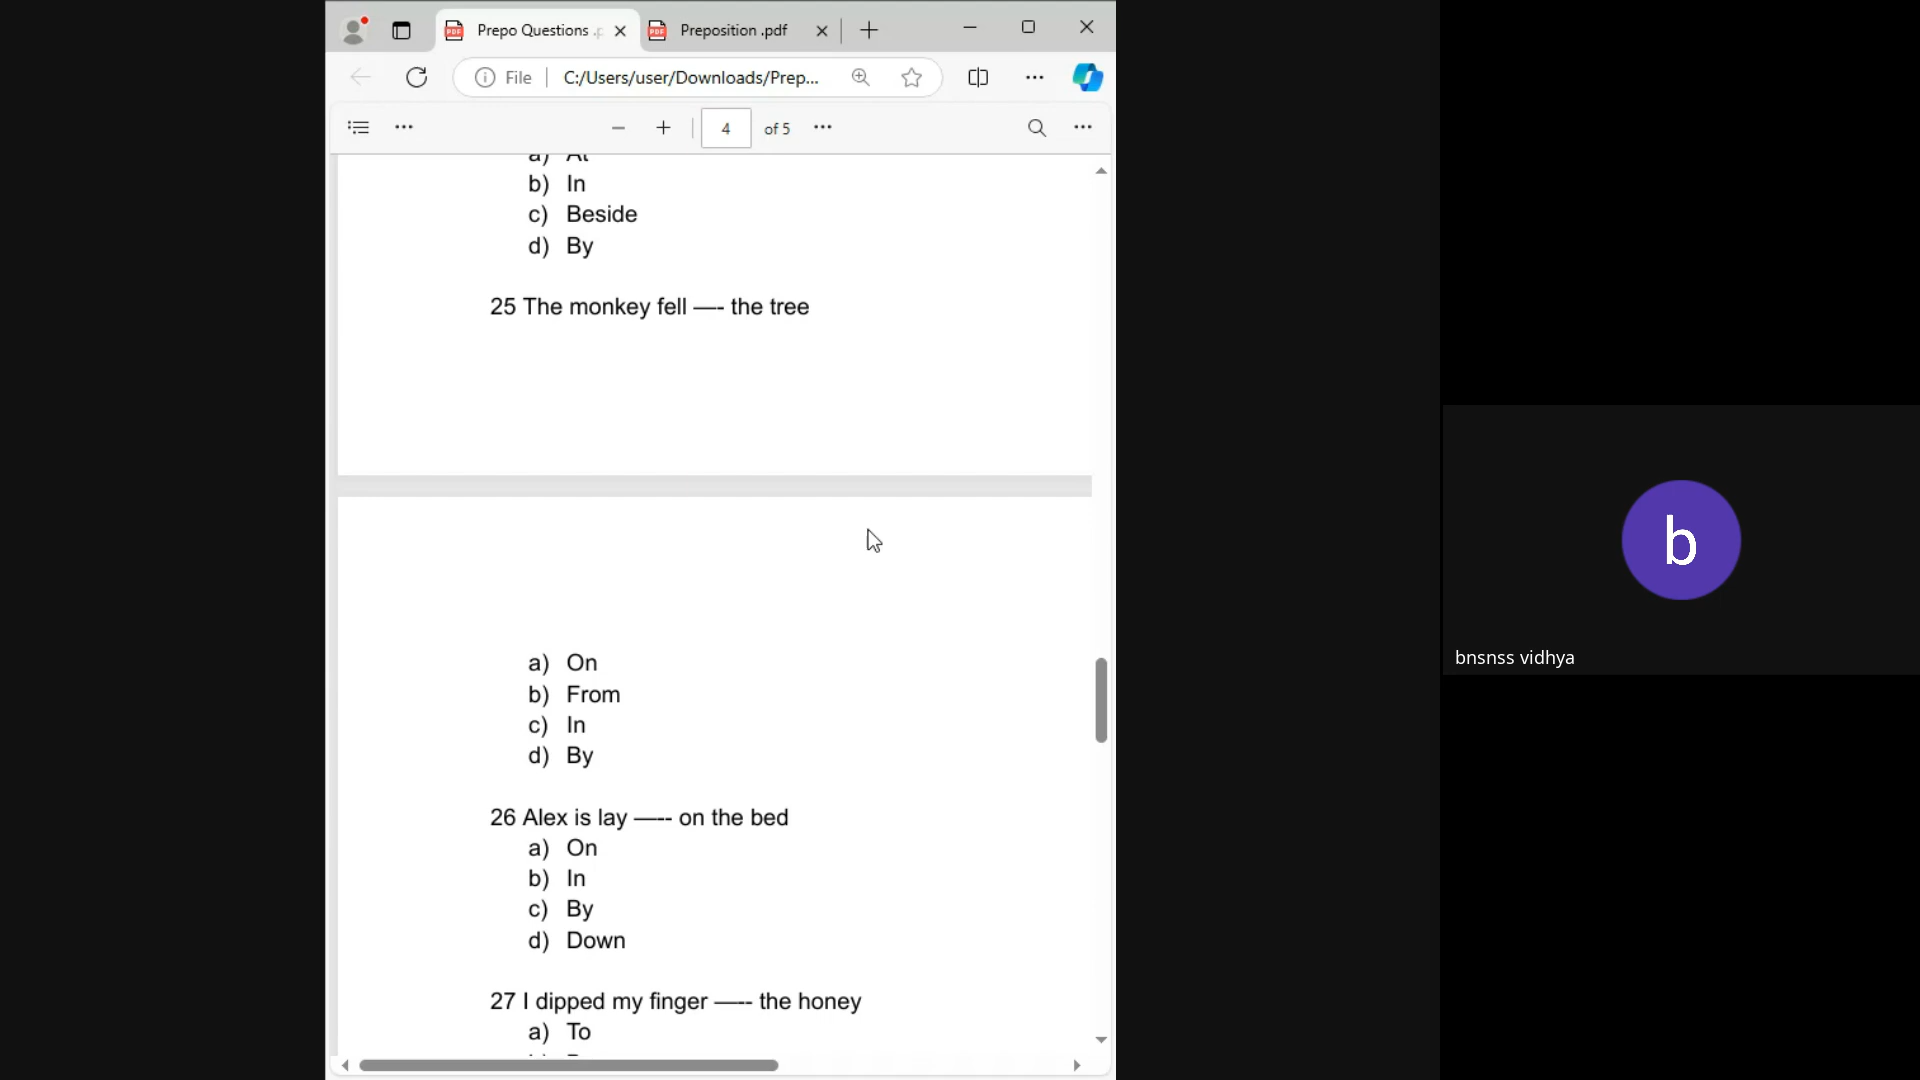 Prepo Questions .p
Preposition .pdf
File
C:/Users/user/Downloads/Prep...
4
of 5
a) At
b) In
c) Beside
d) By
25 The monkey fell —- the tree
a) On
b) From
c) In
d) By
26 Alex is lay —-- on the bed
a) On
b) In
c) By
d) Down
27 I dipped my finger —-- the honey
a) To
b
bnsnss vidhya